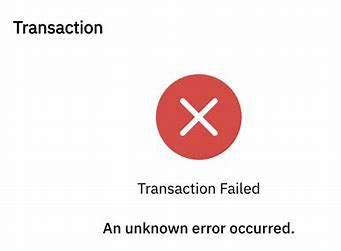 Transaction
Transaction Failed
An unknown error occurred.